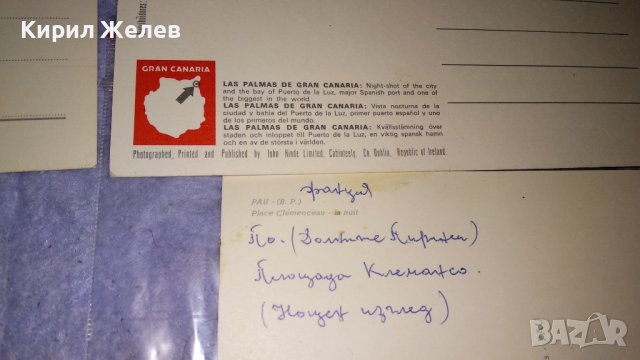 Кирил Желев
GRAN CANARIA
LAS PALMAS DE GRAN CANARIA: Night-shot of the city
and the bay of Puerto de la Luz, major Spanish port and one of
the biggest in the world.
LAS PALMAS DE GRAN CANARIA: Vista nocturna de la
ciudad y bahia del Puerto de la Luz, primer puerto español y uno
de los primeros del mundo.
LAS PALMAS DE GRAN CANARIA: Kvällsstämning över
staden och inloppet till Puerto de la Luz, en viktig spansk hamn
och en av de största i världen.
Photographed, Printed and Published by John Hinde Limited, Cabinteely, Co. Dublin, Republic of Ireland.
Франция
PAU - (B. P.)
Place Clémenceau - la nuit
По. (Долните Пиринеи)
Площада Клемансо.
(Нощен изглед)
BAZAR
bazar.bg